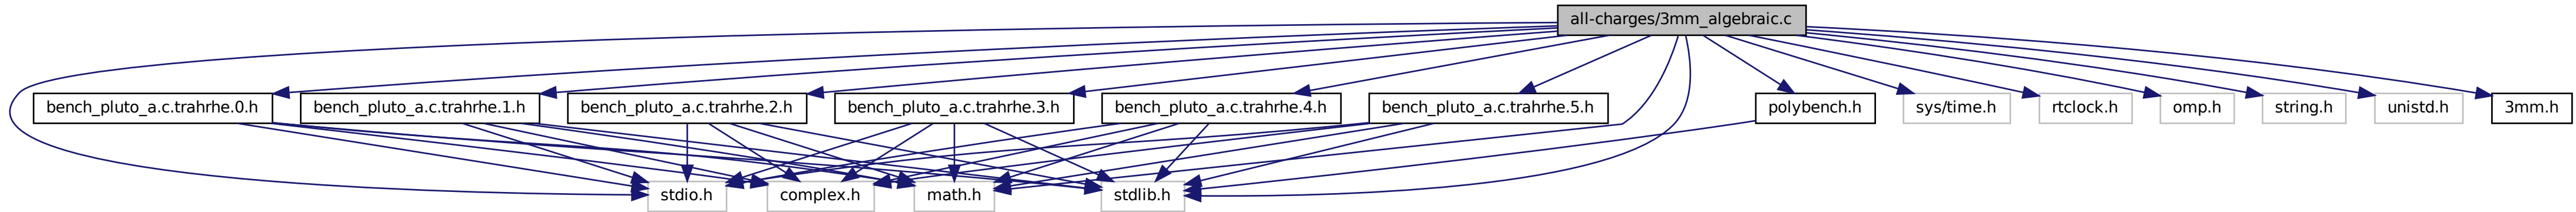 all-charges/3mm_algebraic.c
bench_pluto_a.c.trahrhe.0.h
bench_pluto_a.c.trahrhe.1.h
bench_pluto_a.c.trahrhe.2.h
bench_pluto_a.c.trahrhe.3.h
bench_pluto_a.c.trahrhe.4.h
bench_pluto_a.c.trahrhe.5.h
polybench.h
sys/time.h
rtclock.h
omp.h
string.h
unistd.h
3mm.h
stdio.h
complex.h
math.h
stdlib.h